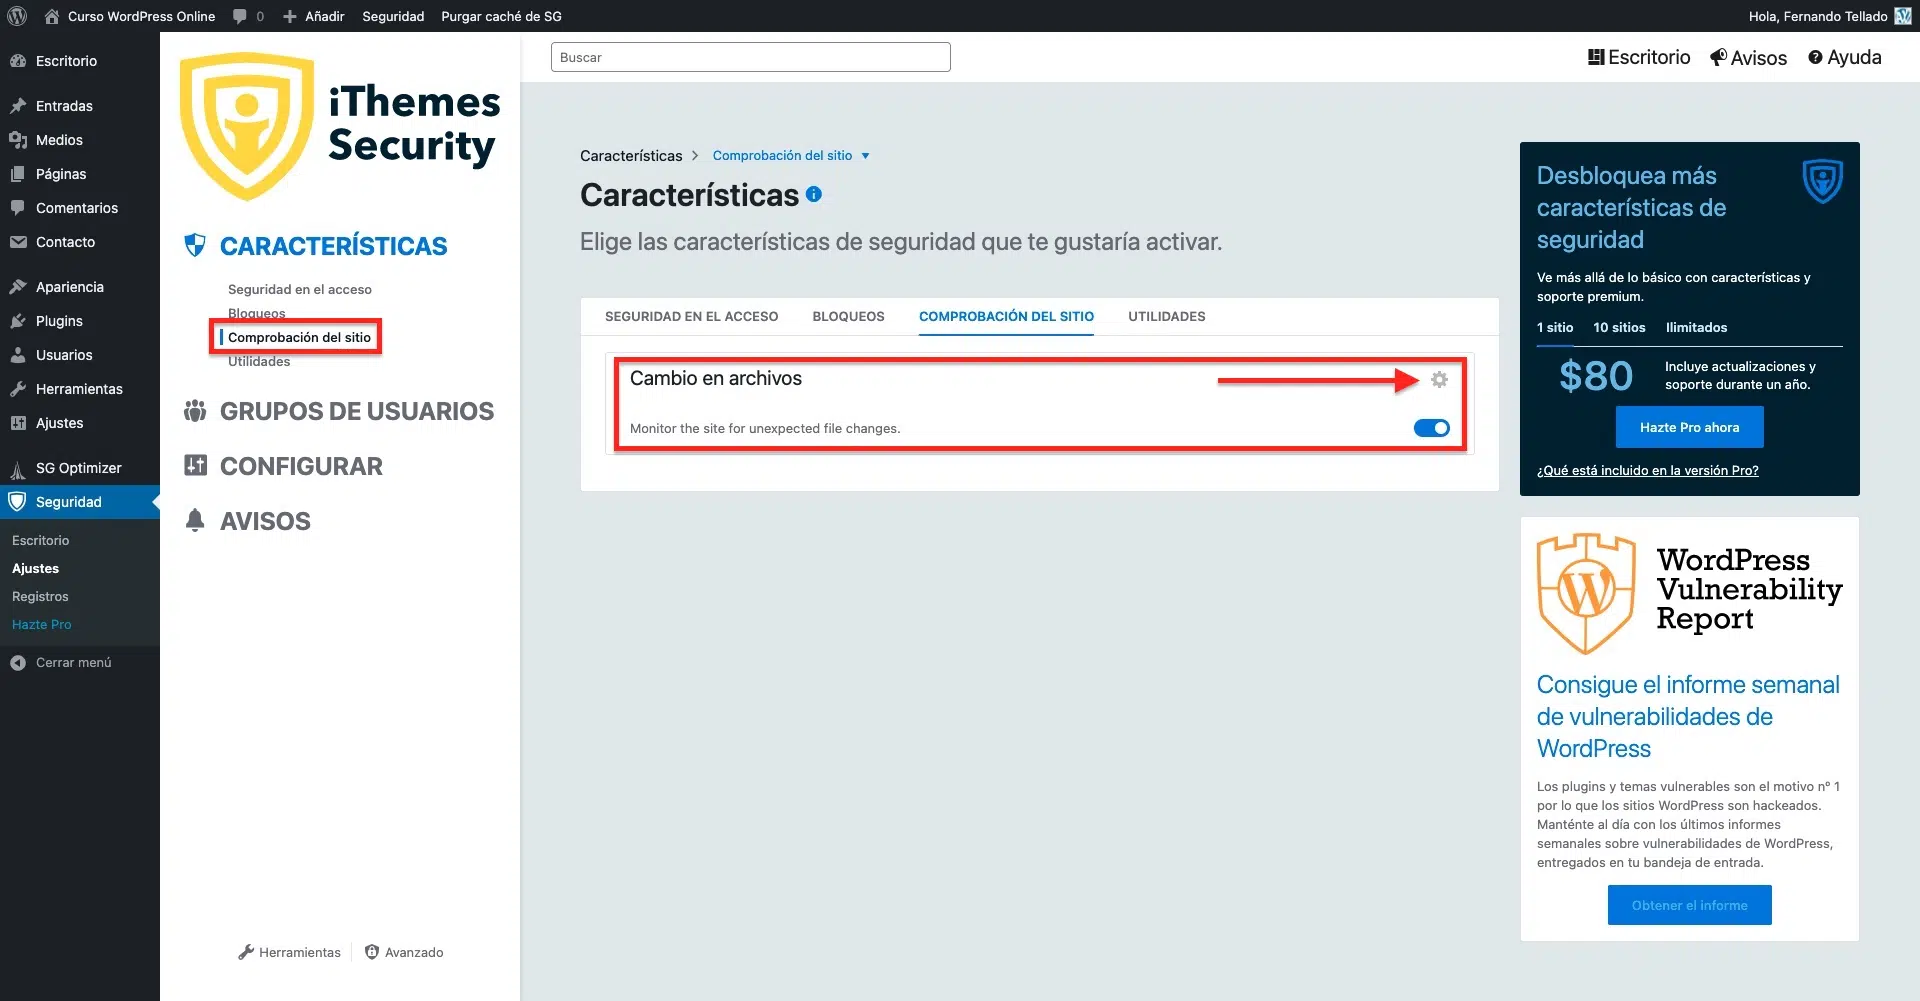 Curso WordPress Online 0 Añadir Seguridad Purgar caché de SG Hola, Fernando Tellado
Escritorio
Entradas
Medios
Páginas
Comentarios
Contacto
Apariencia
Plugins
Usuarios
Herramientas
Ajustes
SG Optimizer
Seguridad
Escritorio
Ajustes
Registros
Hazte Pro
Cerrar menú
iThemes
Security
CARACTERÍSTICAS
Seguridad en el acceso
Bloqueos
Comprobación del sitio
Utilidades
GRUPOS DE USUARIOS
CONFIGURAR
AVISOS
Herramientas Avanzado
Buscar
Escritorio Avisos Ayuda
Características > Comprobación del sitio
Características
Elige las características de seguridad que te gustaría activar.
SEGURIDAD EN EL ACCESO BLOQUEOS COMPROBACIÓN DEL SITIO UTILIDADES
Cambio en archivos
Monitor the site for unexpected file changes.
Desbloquea más
características de
seguridad
Ve más allá de lo básico con características y
soporte premium.
1 sitio 10 sitios Ilimitados
$80
Incluye actualizaciones y
soporte durante un año.
Hazte Pro ahora
¿Qué está incluido en la versión Pro?
WordPress
Vulnerability
Report
Consigue el informe semanal
de vulnerabilidades de
WordPress
Los plugins y temas vulnerables son el motivo nº 1
por lo que los sitios WordPress son hackeados.
Manténte al día con los últimos informes
semanales sobre vulnerabilidades de WordPress,
entregados en tu bandeja de entrada.
Obtener el informe